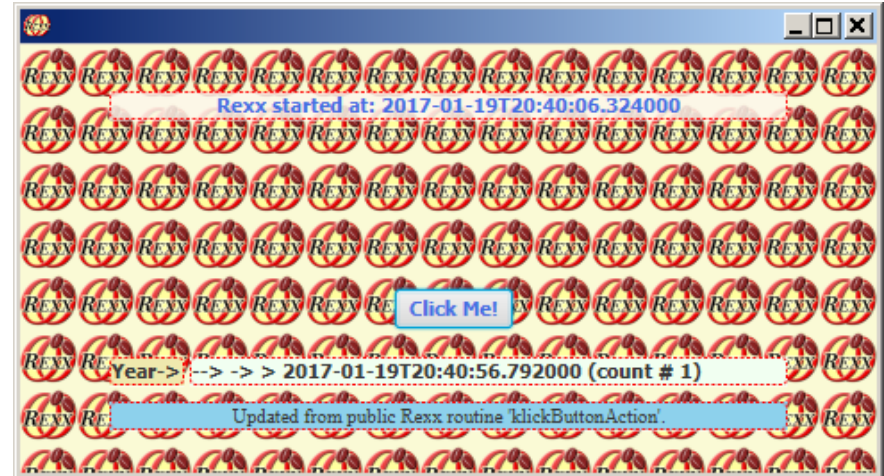 Rexx started at: 2017-01-19T20:40:06.324000
Click Me!
Year-> --> -> > 2017-01-19T20:40:56.792000 (count # 1)
Updated from public Rexx routine 'klickButtonAction'.
REXX